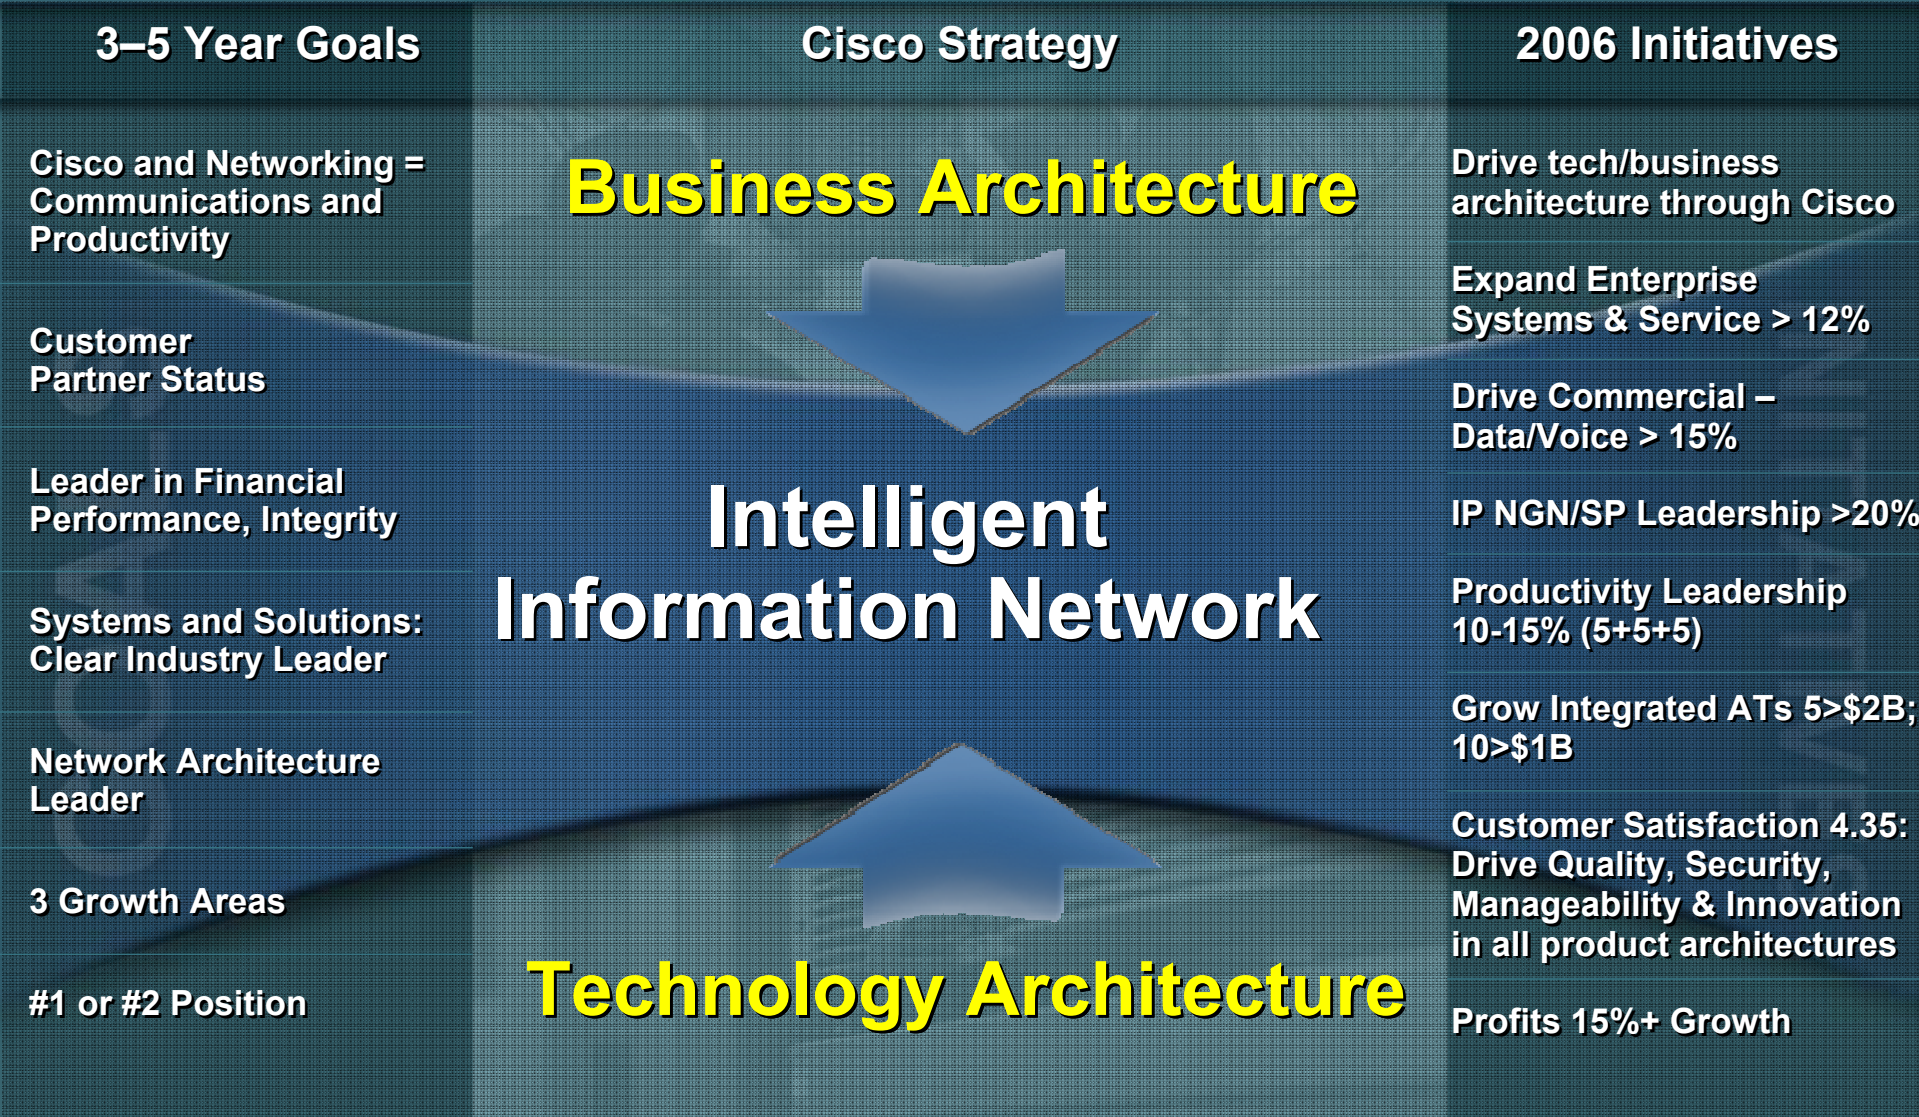 3–5 Year Goals
Cisco and Networking =
Communications and
Productivity
Customer
Partner Status
Leader in Financial
Performance, Integrity
Systems and Solutions:
Clear Industry Leader
Network Architecture
Leader
3 Growth Areas
#1 or #2 Position
Cisco Strategy
Business Architecture
Intelligent
Information Network
Technology Architecture
2006 Initiatives
Drive tech/business
architecture through Cisco
Expand Enterprise
Systems & Service > 12%
Drive Commercial –
Data/Voice > 15%
IP NGN/SP Leadership >20%
Productivity Leadership
10-15% (5+5+5)
Grow Integrated ATs 5>$2B;
10>$1B
Customer Satisfaction 4.35:
Drive Quality, Security,
Manageability & Innovation
in all product architectures
Profits 15%+ Growth